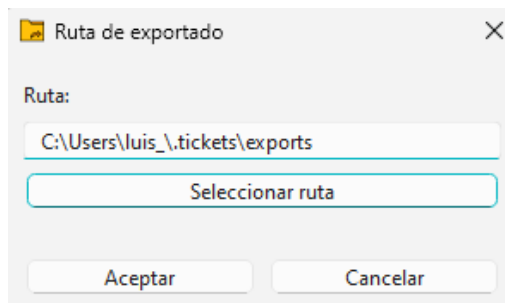 Ruta de exportado
Ruta:
C:\Users\luis_\.tickets\exports
Seleccionar ruta
Aceptar
Cancelar